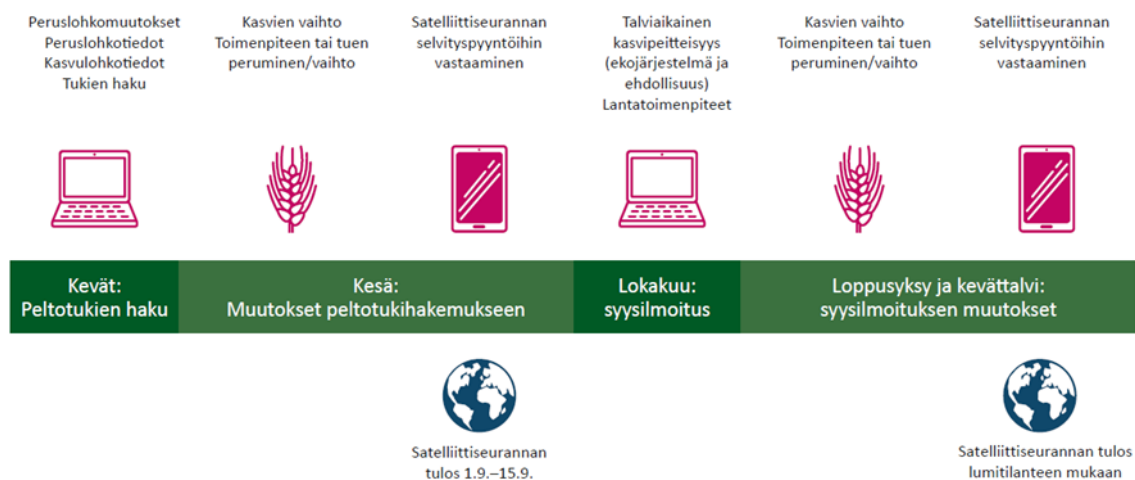 Peruslohkomuutokset
Peruslohkotiedot
Kasvulohkotiedot
Tukien haku
Kasvien vaihto
Toimenpiteen tai tuen
peruminen/vaihto
Satelliittiseurannan
selvityspyyntöihin
vastaaminen
Talviaikainen
kasvipeitteisyys
(ekojärjestelmä ja
ehdollisuus)
Lantatoimenpiteet
Kasvien vaihto
Toimenpiteen tai tuen
peruminen/vaihto
Satelliittiseurannan
selvityspyyntöihin
vastaaminen
Kevät:
Peltotukien haku
Kesä:
Muutokset peltotukihakemukseen
Lokakuu:
syysilmoitus
Loppusyksy ja kevättalvi:
syysilmoituksen muutokset
Satelliittiseurannan
tulos 1.9.–15.9.
Satelliittiseurannan tulos
lumitilanteen mukaan